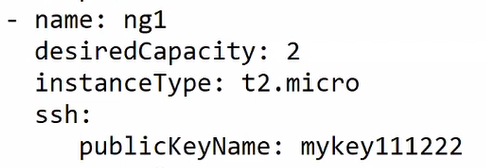 - name: ng1
desiredCapacity: 2
instanceType: t2.micro
ssh:
publicKeyName: mykey111222